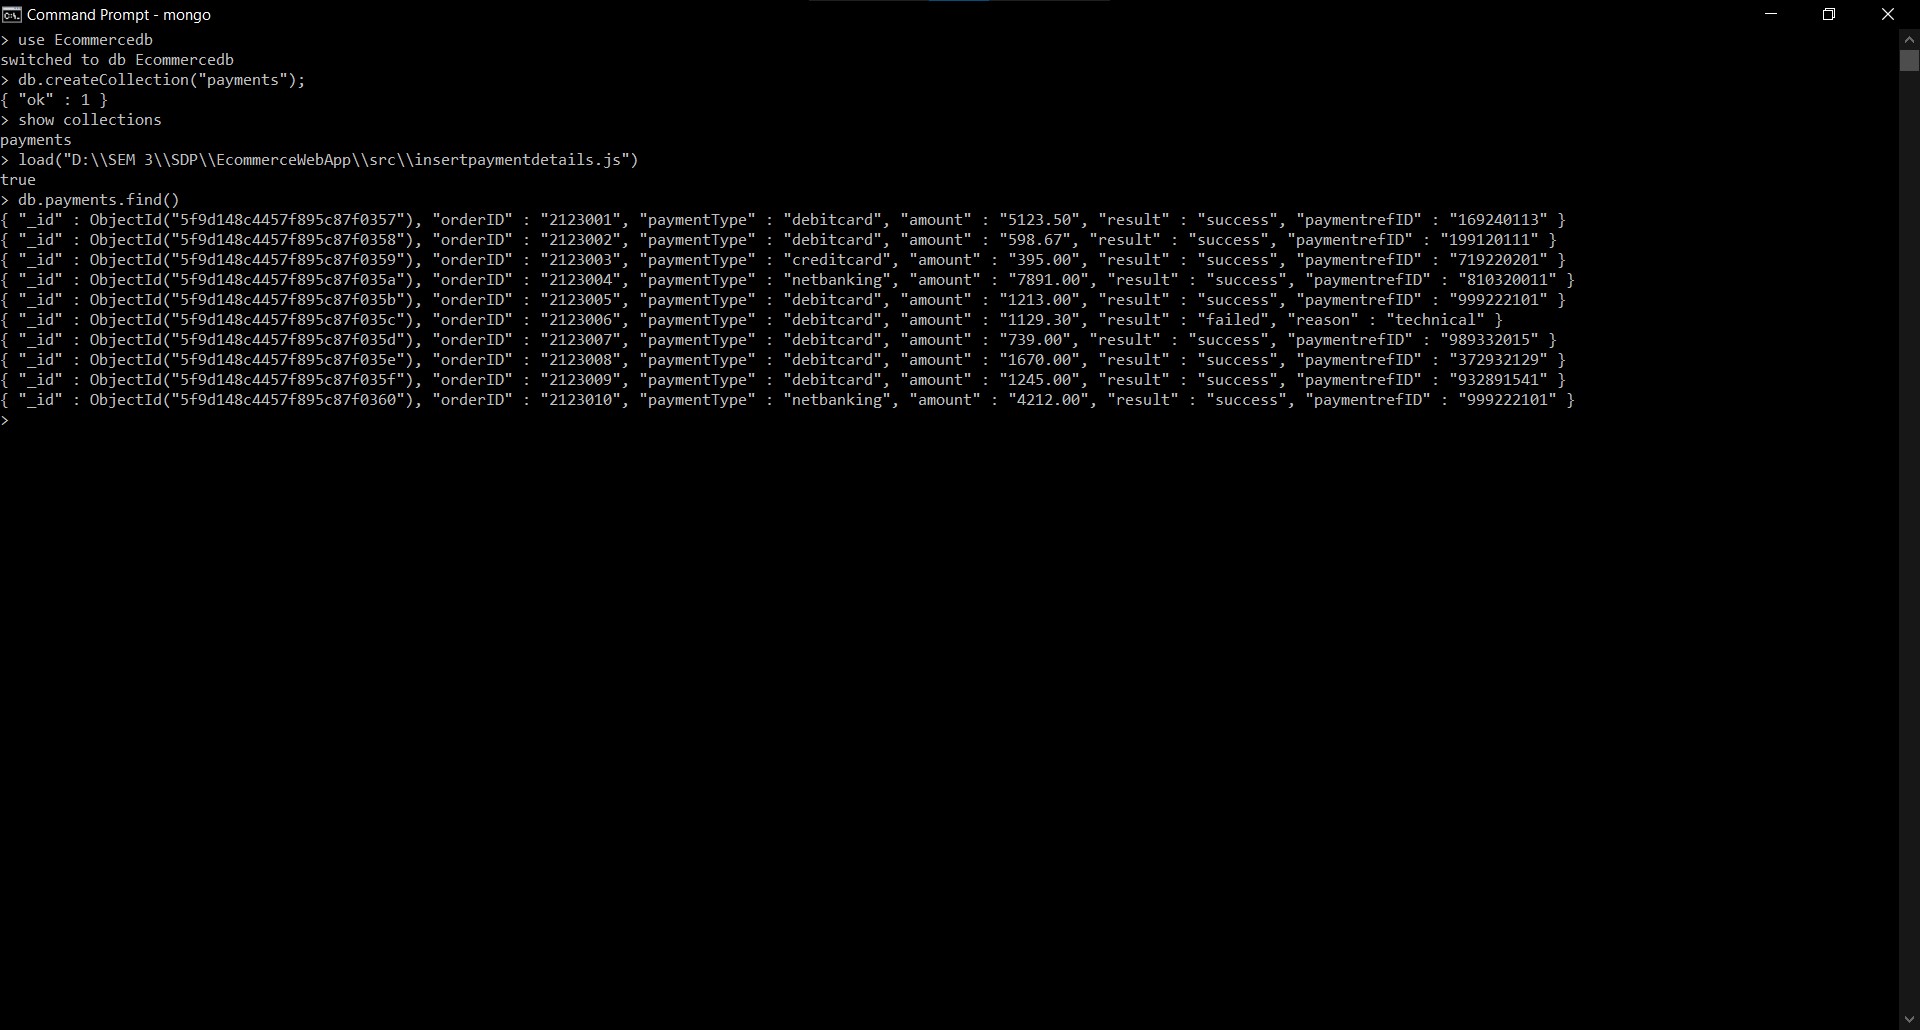 Command Prompt - mongo
> use Ecommercedb
switched to db Ecommercedb
> db.createCollection("payments");
{ "ok" : 1 }
> show collections
payments
> load("D:\\SEM 3\\SDP\\EcommerceWebApp\\src\\insertpaymentdetails.js")
true
> db.payments.find()
{ "_id" : ObjectId("5f9d148c4457f895c87f0357"), "orderID" : "2123001", "paymentType" : "debitcard", "amount" : "5123.50", "result" : "success", "paymentrefID" : "169240113" }
{ "_id" : ObjectId("5f9d148c4457f895c87f0358"), "orderID" : "2123002", "paymentType" : "debitcard", "amount" : "598.67", "result" : "success", "paymentrefID" : "199120111" }
{ "_id" : ObjectId("5f9d148c4457f895c87f0359"), "orderID" : "2123003", "paymentType" : "creditcard", "amount" : "395.00", "result" : "success", "paymentrefID" : "719220201" }
{ "_id" : ObjectId("5f9d148c4457f895c87f035a"), "orderID" : "2123004", "paymentType" : "netbanking", "amount" : "7891.00", "result" : "success", "paymentrefID" : "810320011" }
{ "_id" : ObjectId("5f9d148c4457f895c87f035b"), "orderID" : "2123005", "paymentType" : "debitcard", "amount" : "1213.00", "result" : "success", "paymentrefID" : "999222101" }
{ "_id" : ObjectId("5f9d148c4457f895c87f035c"), "orderID" : "2123006", "paymentType" : "debitcard", "amount" : "1129.30", "result" : "failed", "reason" : "technical" }
{ "_id" : ObjectId("5f9d148c4457f895c87f035d"), "orderID" : "2123007", "paymentType" : "debitcard", "amount" : "739.00", "result" : "success", "paymentrefID" : "989332015" }
{ "_id" : ObjectId("5f9d148c4457f895c87f035e"), "orderID" : "2123008", "paymentType" : "debitcard", "amount" : "1670.00", "result" : "success", "paymentrefID" : "372932129" }
{ "_id" : ObjectId("5f9d148c4457f895c87f035f"), "orderID" : "2123009", "paymentType" : "debitcard", "amount" : "1245.00", "result" : "success", "paymentrefID" : "932891541" }
{ "_id" : ObjectId("5f9d148c4457f895c87f0360"), "orderID" : "2123010", "paymentType" : "netbanking", "amount" : "4212.00", "result" : "success", "paymentrefID" : "999222101" }
>